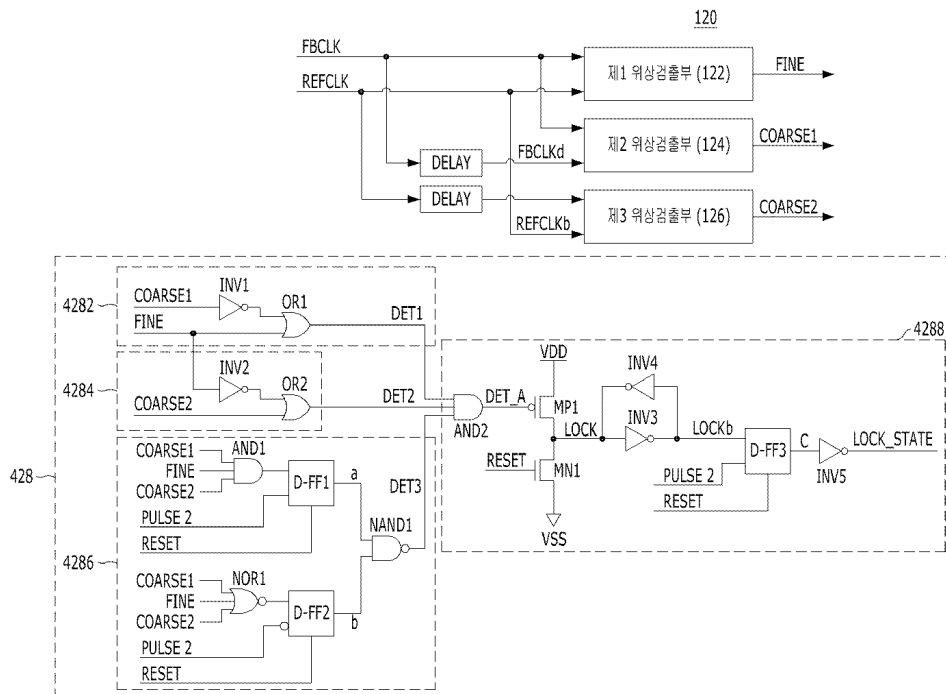 120
FBCLK
제1 위상검출부 (122)
FINE
REFCLK
제2 위상검출부 (124)
COARSE1
DELAY
FBCLKd
DELAY
제3 위상검출부 (126)
COARSE2
REFCLKb
4282
COARSE1
INV1
OR1
FINE
DET1
4288
4284
INV2
OR2
COARSE2
DET2
AND2
DET_A
VDD
MP1
INV4
INV3
LOCK
LOCKb
D-FF3
C
LOCK_STATE
INV5
RESET
MN1
PULSE 2
RESET
VSS
428
4286
COARSE1
AND1
FINE
COARSE2
D-FF1
a
DET3
PULSE 2
RESET
NAND1
COARSE1
NOR1
FINE
COARSE2
D-FF2
b
PULSE 2
RESET